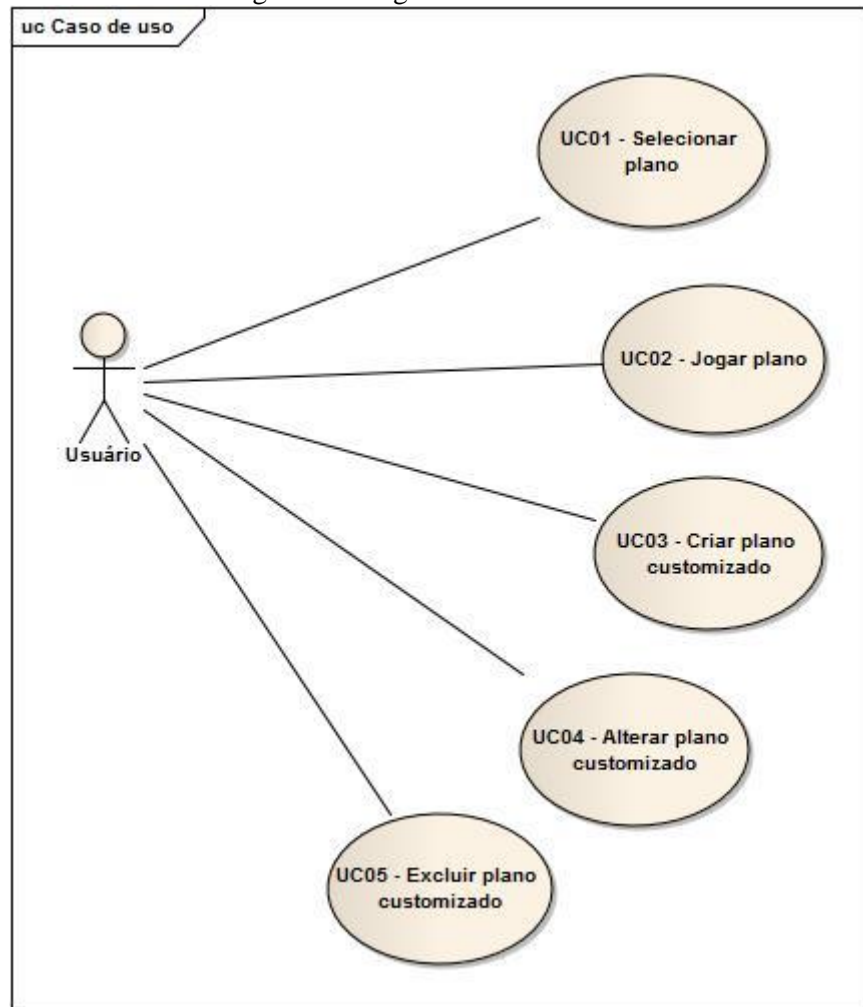 uc Caso de uso
UC01 - Selecionar
plano
UC02 - Jogar plano
Usuário
UC03 - Criar plano
customizado
UC04 - Alterar plano
customizado
UC05 - Excluir plano
customizado